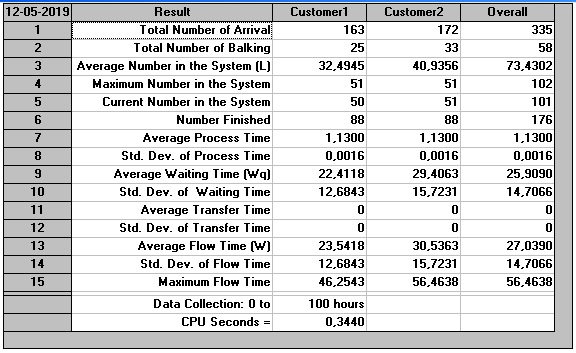 12-05-2019 Result Customer1 Customer2 Overall
1 Total Number of Arrival 163 172 335
2 Total Number of Balking 25 33 58
3 Average Number in the System (L) 32,4945 40,9356 73,4302
4 Maximum Number in the System 51 51 102
5 Current Number in the System 50 51 101
6 Number Finished 88 88 176
7 Average Process Time 1,1300 1,1300 1,1300
8 Std. Dev. of Process Time 0,0016 0,0016 0,0016
9 Average Waiting Time (Wq) 22,4118 29,4063 25,9090
10 Std. Dev. of Waiting Time 12,6843 15,7231 14,7066
11 Average Transfer Time 0 0 0
12 Std. Dev. of Transfer Time 0 0 0
13 Average Flow Time (W) 23,5418 30,5363 27,0390
14 Std. Dev. of Flow Time 12,6843 15,7231 14,7066
15 Maximum Flow Time 46,2543 56,4638 56,4638
Data Collection: 0 to 100 hours
CPU Seconds = 0,3440